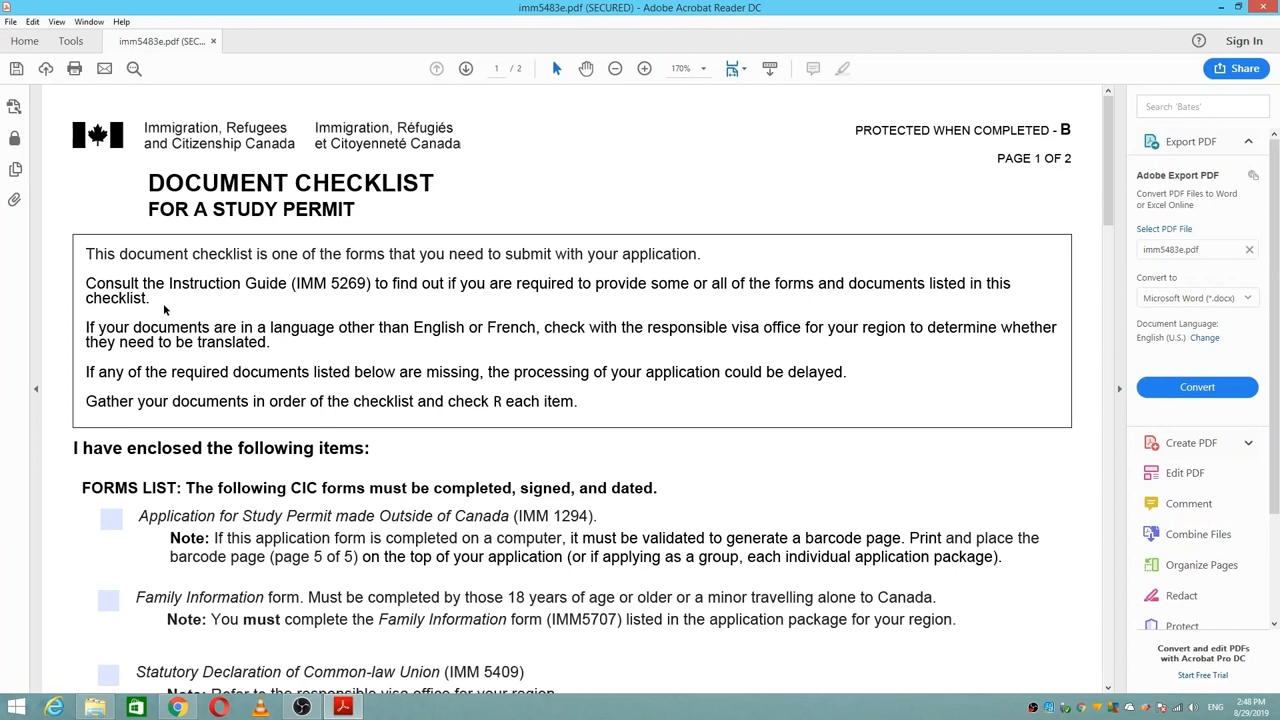 imm5483e.pdf (SECURED) - Adobe Acrobat Reader DC
File Edit View Window Help
Home Tools imm5483e.pdf (SEC... × Sign In
1 / 2 170% Share
Immigration, Refugees
and Citizenship Canada
Immigration, Réfugiés
et Citoyenneté Canada
PROTECTED WHEN COMPLETED - B
PAGE 1 OF 2
DOCUMENT CHECKLIST
FOR A STUDY PERMIT
This document checklist is one of the forms that you need to submit with your application.
Consult the Instruction Guide (IMM 5269) to find out if you are required to provide some or all of the forms and documents listed in this
checklist.
If your documents are in a language other than English or French, check with the responsible visa office for your region to determine whether
they need to be translated.
If any of the required documents listed below are missing, the processing of your application could be delayed.
Gather your documents in order of the checklist and check R each item.
I have enclosed the following items:
FORMS LIST: The following CIC forms must be completed, signed, and dated.
Application for Study Permit made Outside of Canada (IMM 1294).
Note: If this application form is completed on a computer, it must be validated to generate a barcode page. Print and place the
barcode page (page 5 of 5) on the top of your application (or if applying as a group, each individual application package).
Family Information form. Must be completed by those 18 years of age or older or a minor travelling alone to Canada.
Note: You must complete the Family Information form (IMM5707) listed in the application package for your region.
Statutory Declaration of Common-law Union (IMM 5409)
Note: Refer to the responsible visa office for your region
Search 'Bates'
Export PDF
Adobe Export PDF
Convert PDF Files to Word
or Excel Online
Select PDF File
imm5483e.pdf
Convert to
Microsoft Word (*.docx)
Document Language:
English (U.S.) Change
Convert
Create PDF
Edit PDF
Comment
Combine Files
Organize Pages
Redact
Protect
Convert and edit PDFs
with Acrobat Pro DC
Start Free Trial
ENG
2:48 PM
8/29/2019